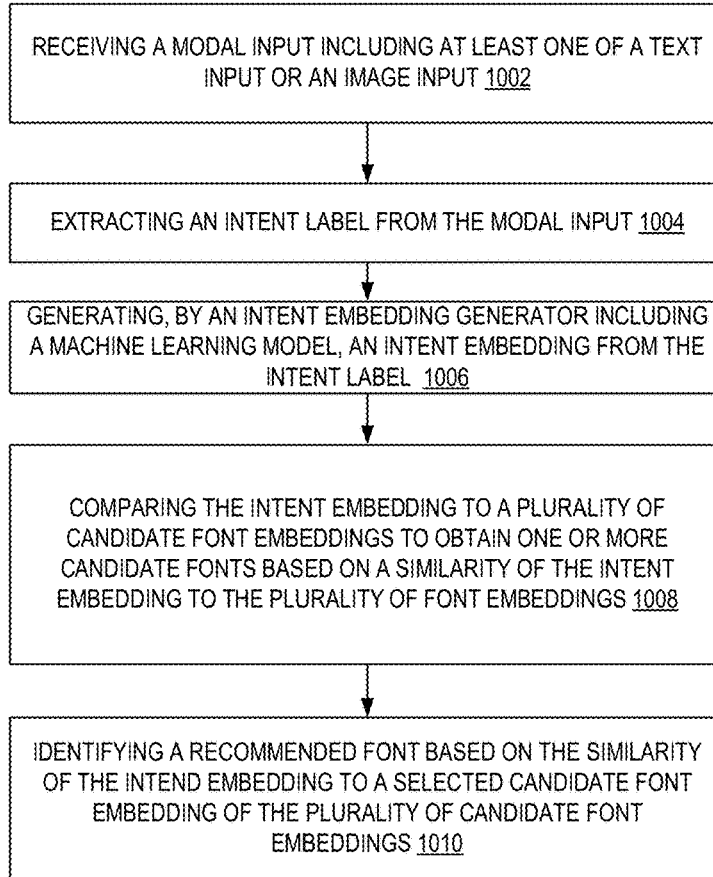 RECEIVING A MODAL INPUT INCLUDING AT LEAST ONE OF A TEXT
INPUT OR AN IMAGE INPUT 1002
EXTRACTING AN INTENT LABEL FROM THE MODAL INPUT 1004
GENERATING, BY AN INTENT EMBEDDING GENERATOR INCLUDING
A MACHINE LEARNING MODEL, AN INTENT EMBEDDING FROM THE
INTENT LABEL 1006
COMPARING THE INTENT EMBEDDING TO A PLURALITY OF
CANDIDATE FONT EMBEDDINGS TO OBTAIN ONE OR MORE
CANDIDATE FONTS BASED ON A SIMILARITY OF THE INTENT
EMBEDDING TO THE PLURALITY OF FONT EMBEDDINGS 1008
IDENTIFYING A RECOMMENDED FONT BASED ON THE SIMILARITY
OF THE INTEND EMBEDDING TO A SELECTED CANDIDATE FONT
EMBEDDING OF THE PLURALITY OF CANDIDATE FONT
EMBEDDINGS 1010